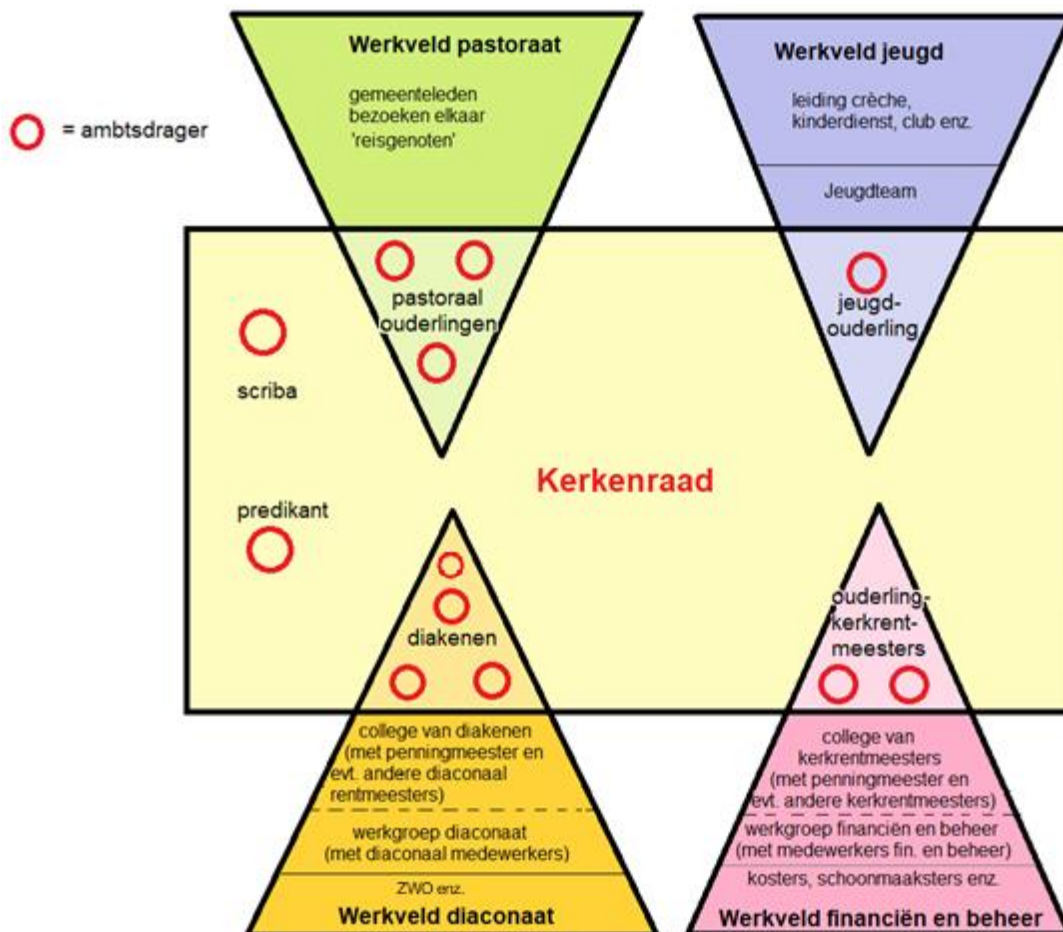 Werkveld pastoraat
gemeenteleden
bezoeken elkaar
'reisgenoten'
Werkveld jeugd
leiding crèche,
kinderdienst, club enz.
Jeugdteam
= ambtsdrager
pastoraal
ouderlingen
jeugd-
ouderling
scriba
Kerkenraad
predikant
diakenen
ouderling-
kerkrent-
meesters
college van diakenen
(met penningmeester en
evt. andere diaconaal
rentmeesters)
werkgroep diaconaat
(met diaconaal medewerkers)
ZWO enz.
Werkveld diaconaat
college van
kerkrentmeesters
(met penningmeester en
evt. andere kerkrentmeesters)
werkgroep financiën en beheer
(met medewerkers fin. en beheer)
kosters, schoonmaaksters enz.
Werkveld financiën en beheer